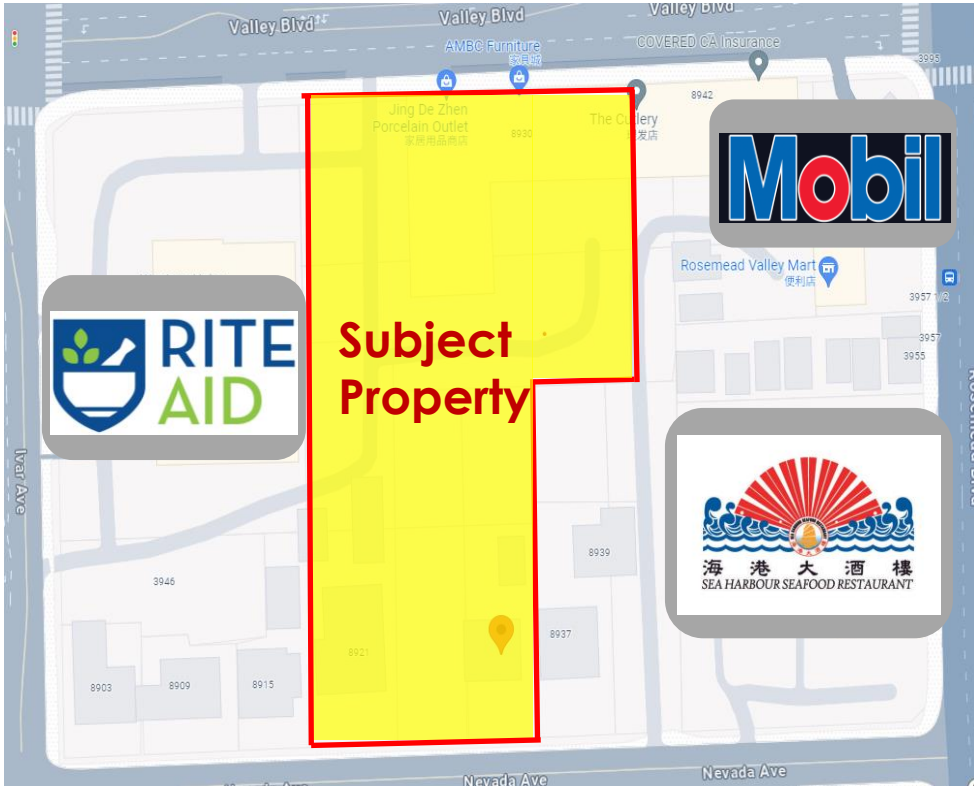 Valley Blvd
Valley Blvd
Valley Blvd
AMBC Furniture
家具城
COVERED CA Insurance
3995
8942
Jing De Zhen
Porcelain Outlet
家居用品商店
8930
The Cutlery
Mobil
Rosemead Valley Mart
便利店
3957 1/2
3957
3955
RITE
AID
Subject
Property
Ivar Ave
海港大酒樓
SEA HARBOUR SEAFOOD RESTAURANT
8939
3946
8937
8921
8903
8909
8915
Nevada Ave
Nevada Ave